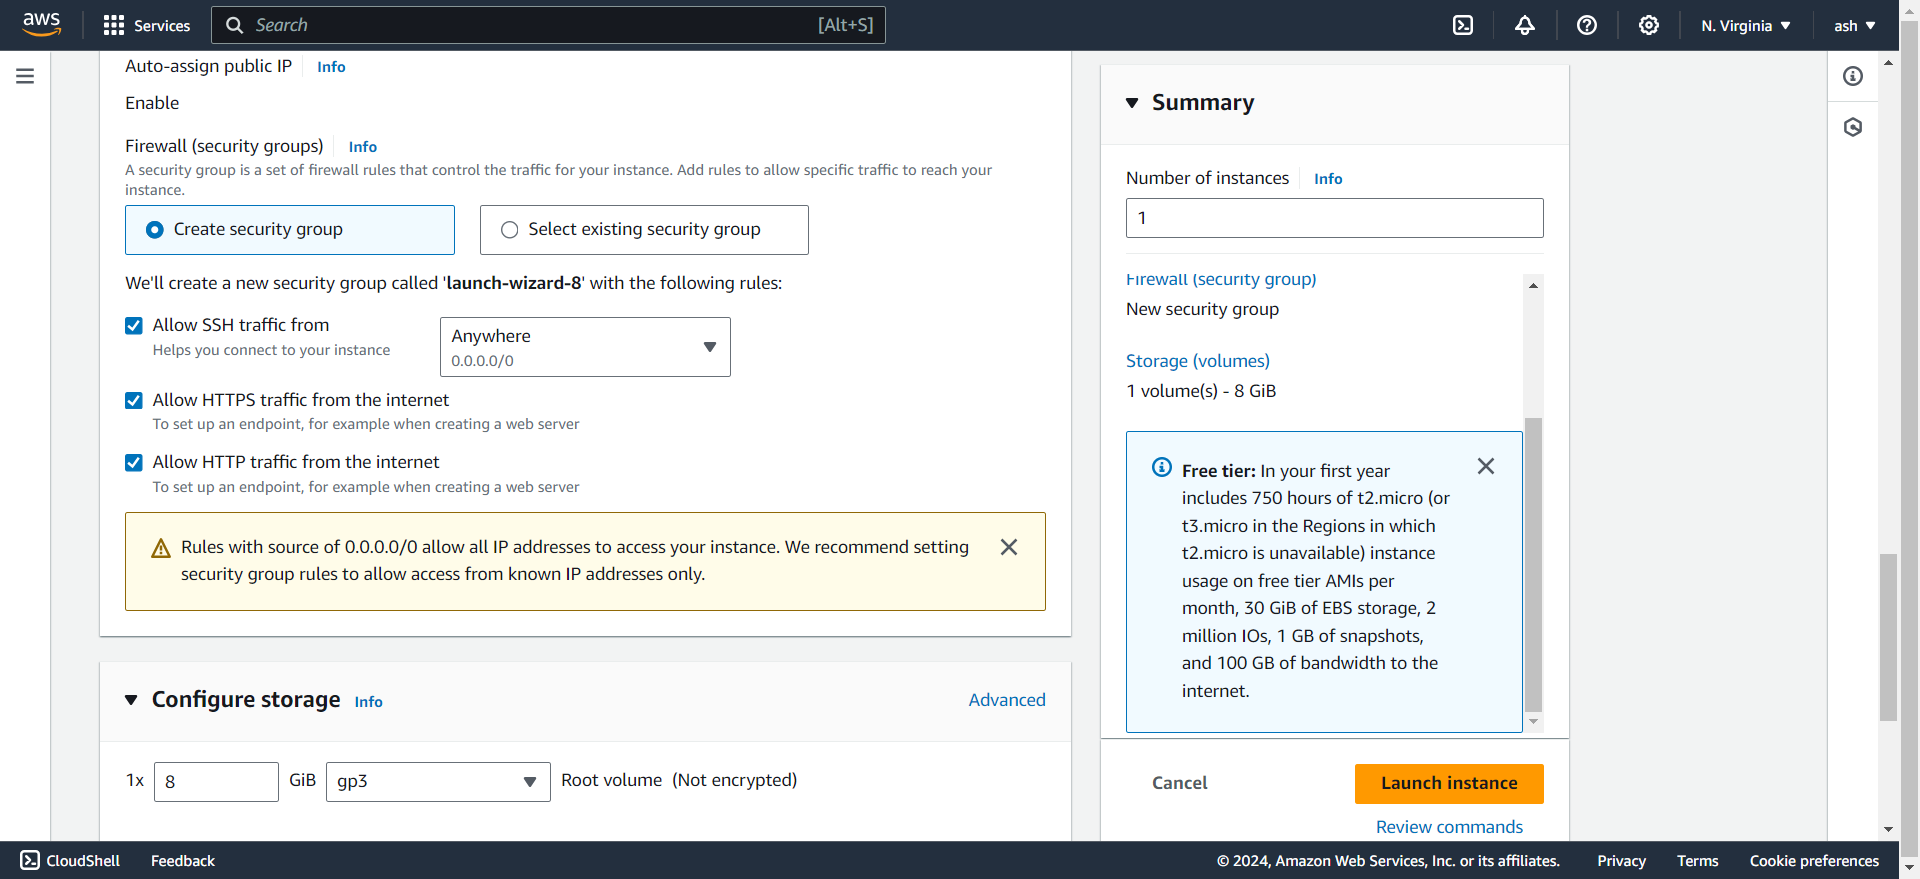 aws
Services
Search [Alt+S]
N. Virginia
ash
Auto-assign public IP Info
Enable
Firewall (security groups) Info
A security group is a set of firewall rules that control the traffic for your instance. Add rules to allow specific traffic to reach your
instance.
Create security group
Select existing security group
We'll create a new security group called 'launch-wizard-8' with the following rules:
Allow SSH traffic from
Helps you connect to your instance
Anywhere
0.0.0.0/0
Allow HTTPS traffic from the internet
To set up an endpoint, for example when creating a web server
Allow HTTP traffic from the internet
To set up an endpoint, for example when creating a web server
Rules with source of 0.0.0.0/0 allow all IP addresses to access your instance. We recommend setting
security group rules to allow access from known IP addresses only.
Configure storage Info
Advanced
1x 8 GiB gp3 Root volume (Not encrypted)
Summary
Number of instances Info
1
Firewall (security group)
New security group
Storage (volumes)
1 volume(s) - 8 GiB
Free tier: In your first year
includes 750 hours of t2.micro (or
t3.micro in the Regions in which
t2.micro is unavailable) instance
usage on free tier AMIs per
month, 30 GiB of EBS storage, 2
million IOs, 1 GB of snapshots,
and 100 GB of bandwidth to the
internet.
Cancel
Launch instance
Review commands
CloudShell
Feedback
© 2024, Amazon Web Services, Inc. or its affiliates.
Privacy
Terms
Cookie preferences